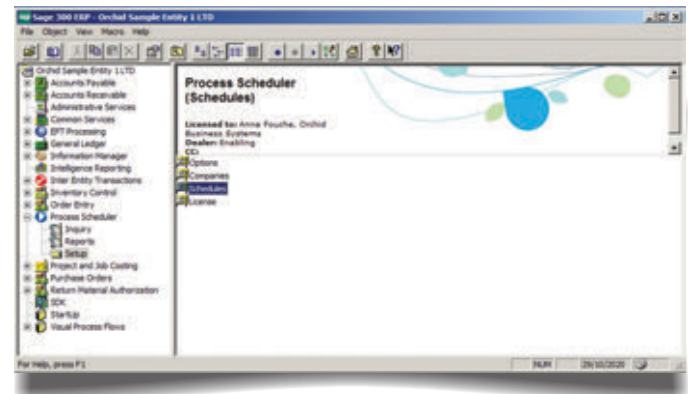 Sage 300 ERP - Orchid Sample Entity 1 LTD
File Object View Macro Help
Orchid Sample Entity 1 LTD
Accounts Payable
Accounts Receivable
Administrative Services
Common Services
EFT Processing
General Ledger
Information Manager
Intelligence Reporting
Inter Entity Transactions
Inventory Control
Order Entry
Process Scheduler
Inquiry
Reports
Setup
Project and Job Costing
Purchase Orders
Return Material Authorization
SDK
StartUp
Visual Process Flows
Process Scheduler
(Schedules)
Licensed to: Anne Fouche, Orchid
Business Systems
Dealer: Enabling
CC:
Options
Companies
Schedules
License
For Help, press F1
NUM
29/10/2020